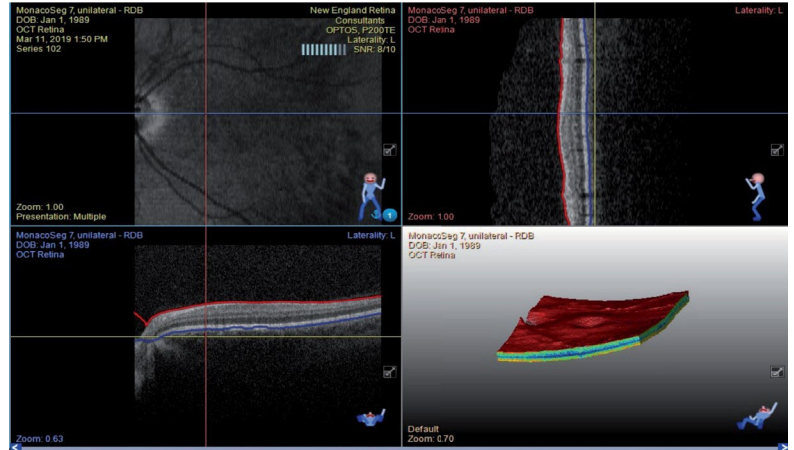 MonacoSeg 7, unilateral - RDB
DOB: Jan 1, 1989
OCT Retina
Mar 11, 2019 1:50 PM
Series 102
New England Retina
Consultants
OPTOS, P200TE
Laterality: L
SNR: 8/10
Zoom: 1.00
Presentation: Multiple
1
MonacoSeg 7, unilateral - RDB
DOB: Jan 1, 1989
OCT Retina
Laterality: L
Zoom: 1.00
MonacoSeg 7, unilateral - RDB
DOB: Jan 1, 1989
OCT Retina
Laterality: L
Zoom: 0.63
MonacoSeg 7, unilateral - RDB
DOB: Jan 1, 1989
OCT Retina
Default
Zoom: 0.70